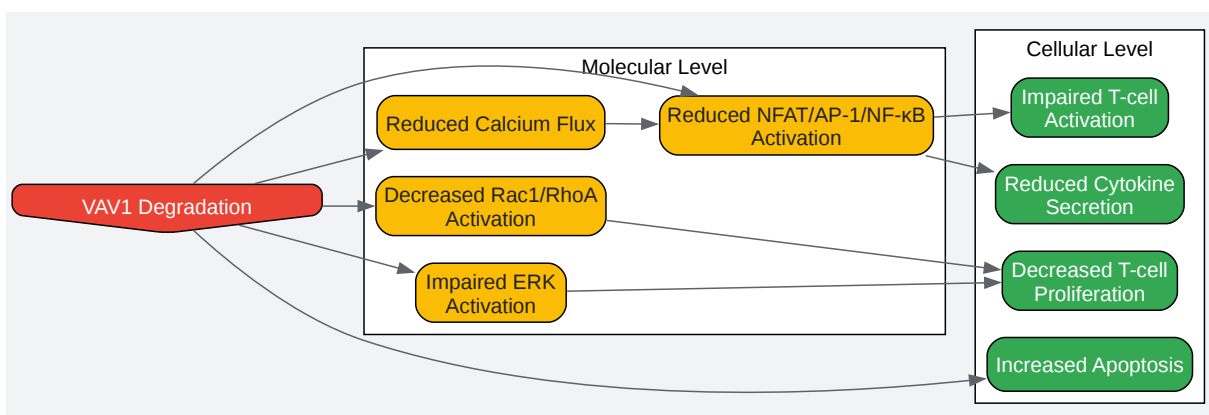 Molecular Level
Cellular Level
VAV1 Degradation
Reduced Calcium Flux
Reduced NFAT/AP-1/NF-κB
Activation
Decreased Rac1/RhoA
Activation
Impaired ERK
Activation
Impaired T-cell
Activation
Reduced Cytokine
Secretion
Decreased T-cell
Proliferation
Increased Apoptosis